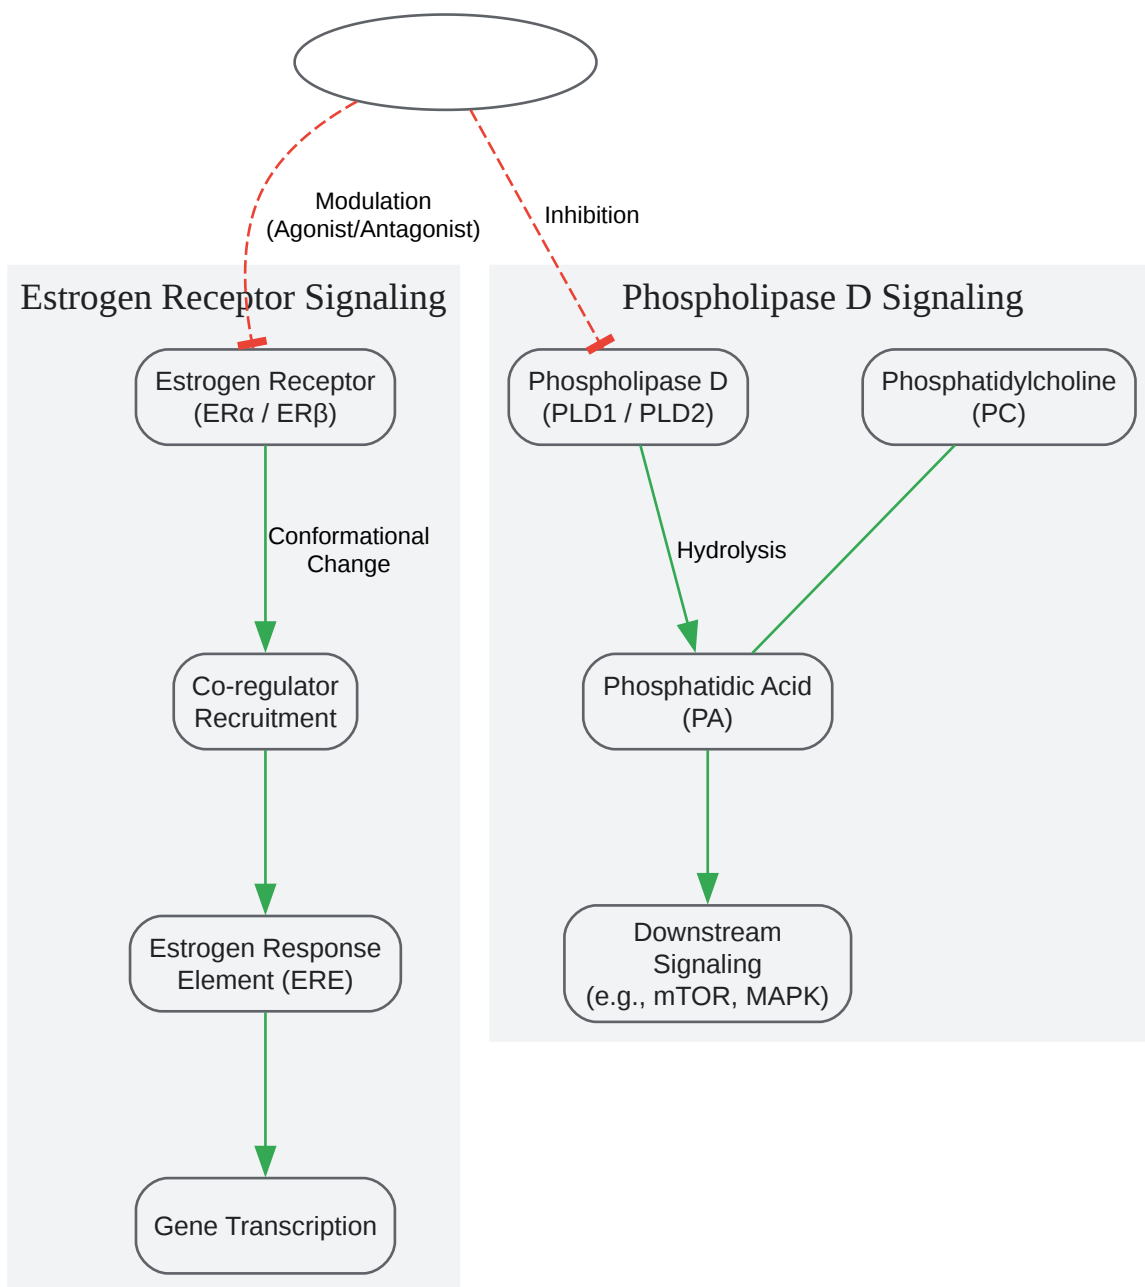 Modulation
(Agonist/Antagonist)
Inhibition
Estrogen Receptor Signaling
Phospholipase D Signaling
Estrogen Receptor
(ERα / ERβ)
Phospholipase D
(PLD1 / PLD2)
Phosphatidylcholine
(PC)
Conformational
Change
Hydrolysis
Co-regulator
Recruitment
Phosphatidic Acid
(PA)
Estrogen Response
Element (ERE)
Downstream
Signaling
(e.g., mTOR, MAPK)
Gene Transcription